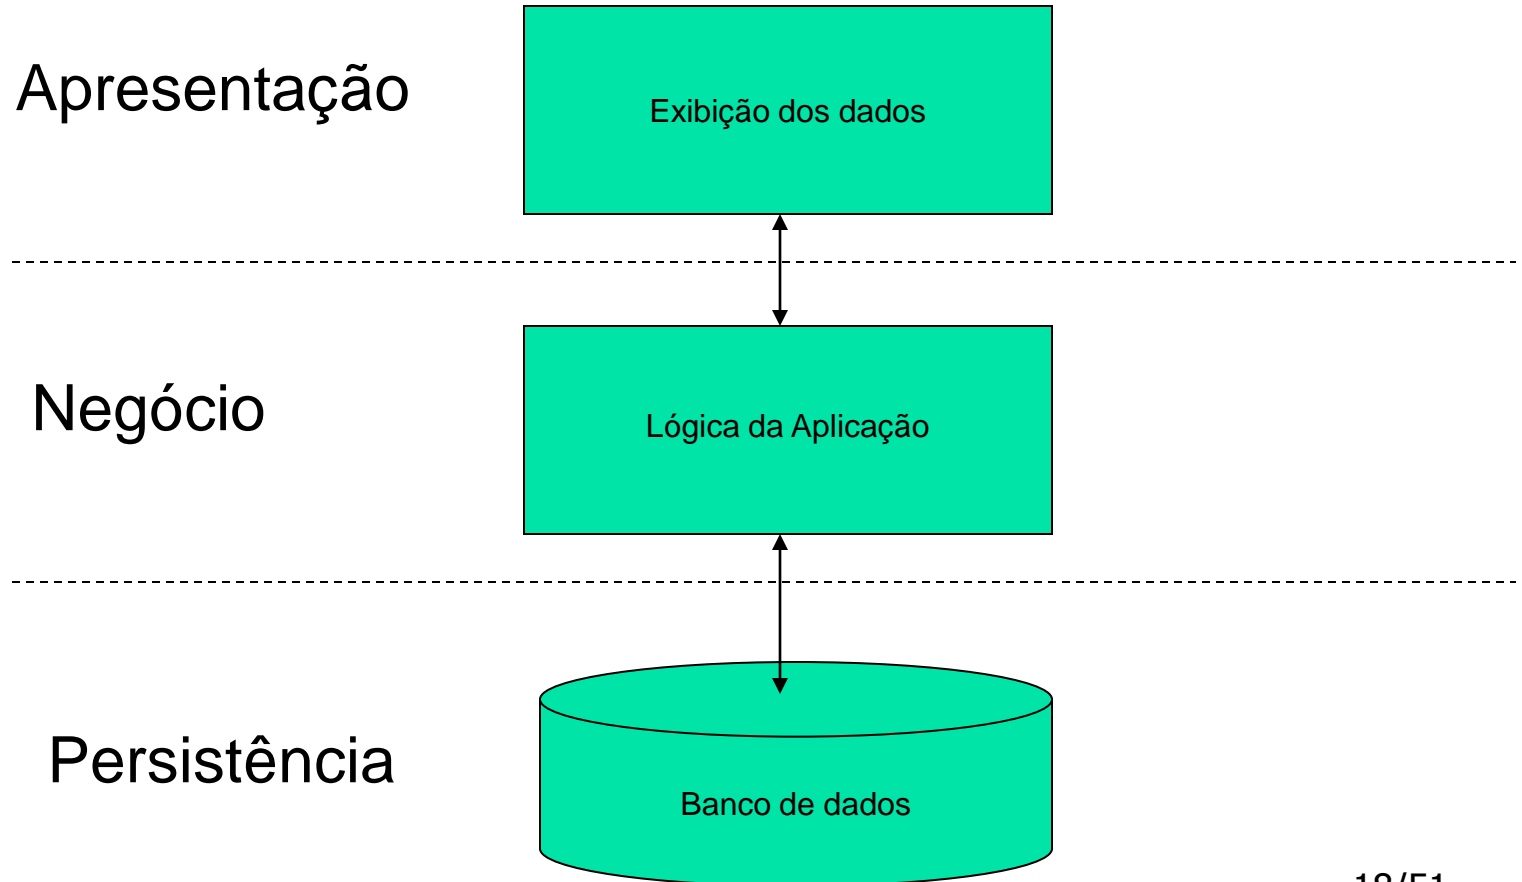 Apresentação
Exibição dos dados
Negócio
Lógica da Aplicação
Persistência
Banco de dados